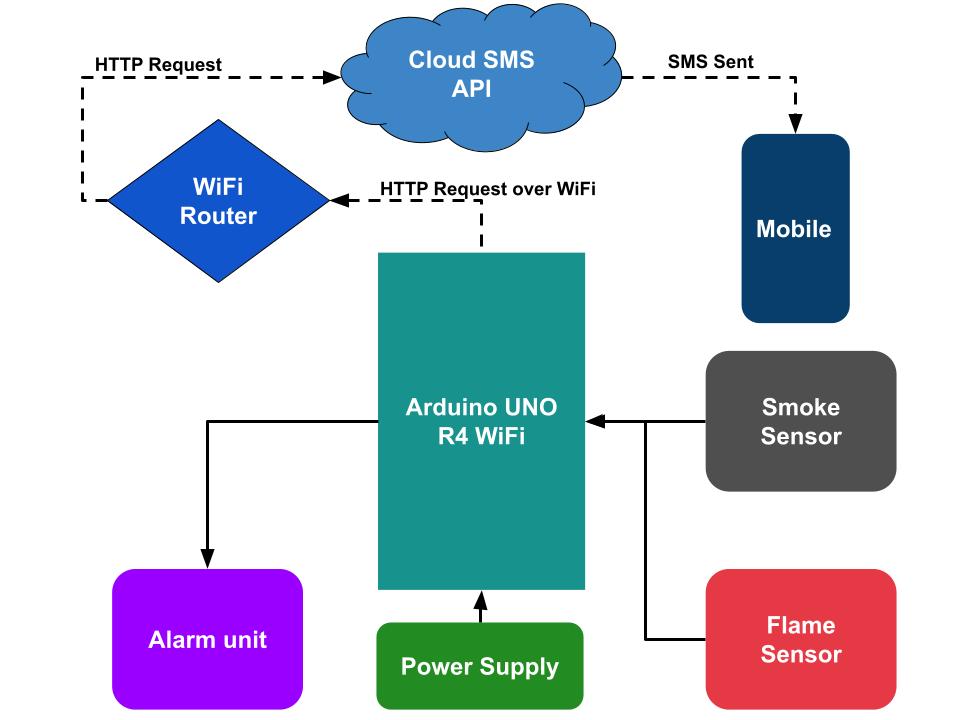 HTTP Request
Cloud SMS
API
SMS Sent
WiFi
Router
HTTP Request over WiFi
Mobile
Arduino UNO
R4 WiFi
Smoke
Sensor
Alarm unit
Power Supply
Flame
Sensor